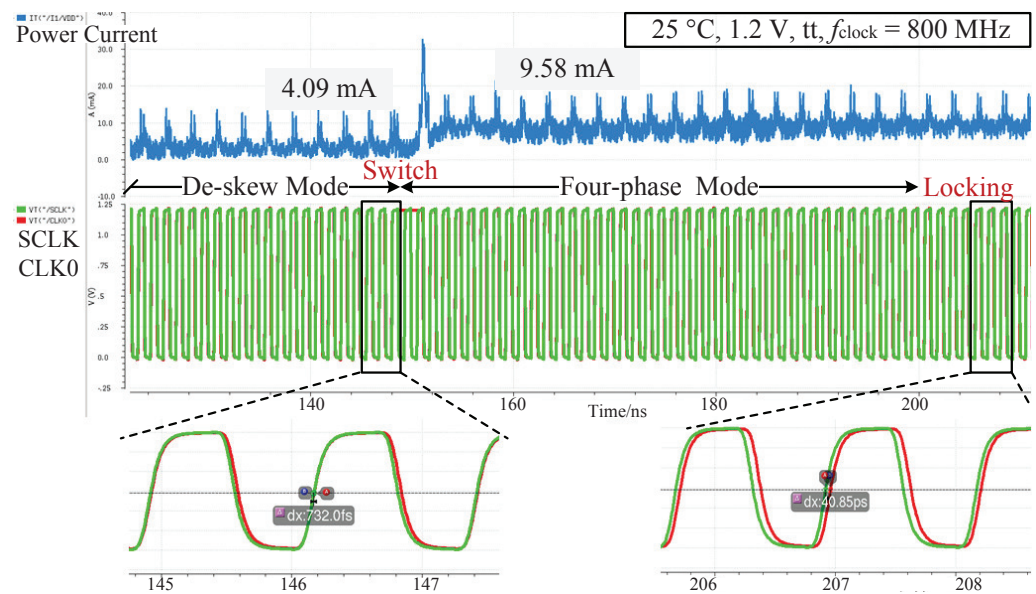 IT("/I1/VDD")
Power Current
25 °C, 1.2 V, tt, fclock = 800 MHz
40.0
30.0
20.0
10.0
0.0
-10.0
A (mA)
4.09 mA
9.58 mA
Switch
De-skew Mode
Four-phase Mode
Locking
VT("/SCLK")
VT("/CLK0")
SCLK
CLK0
1.25
1.0
.75
.5
.25
0.0
-.25
V (V)
140
160
Time/ns
180
200
dx:732.0fs
dx:40.85ps
145
146
147
206
207
208